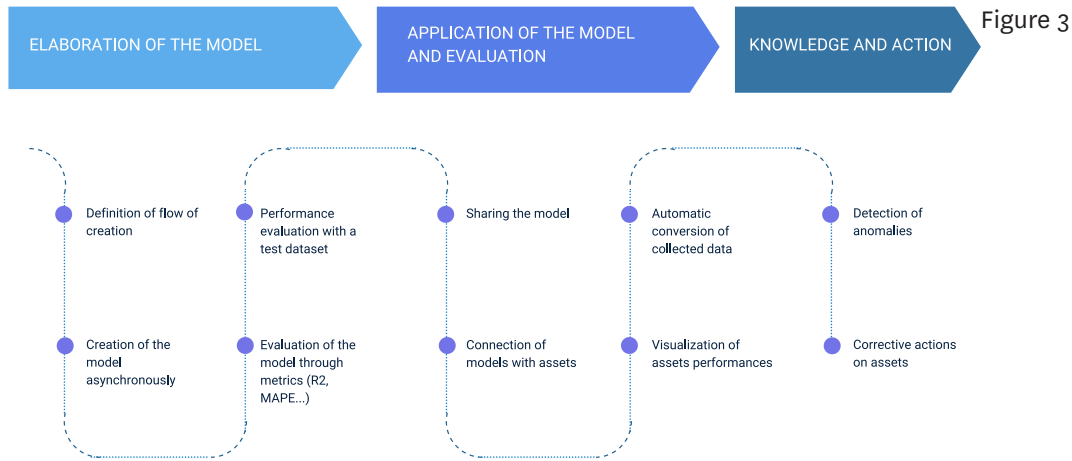 ELABORATION OF THE MODEL
APPLICATION OF THE MODEL
AND EVALUATION
KNOWLEDGE AND ACTION
Figure 3
Definition of flow of
creation
Creation of the
model
asynchronously
Performance
evaluation with a
test dataset
Evaluation of the
model through
metrics (R2,
MAPE...)
Sharing the model
Connection of
models with assets
Automatic
conversion of
collected data
Visualization of
assets performances
Detection of
anomalies
Corrective actions
on assets